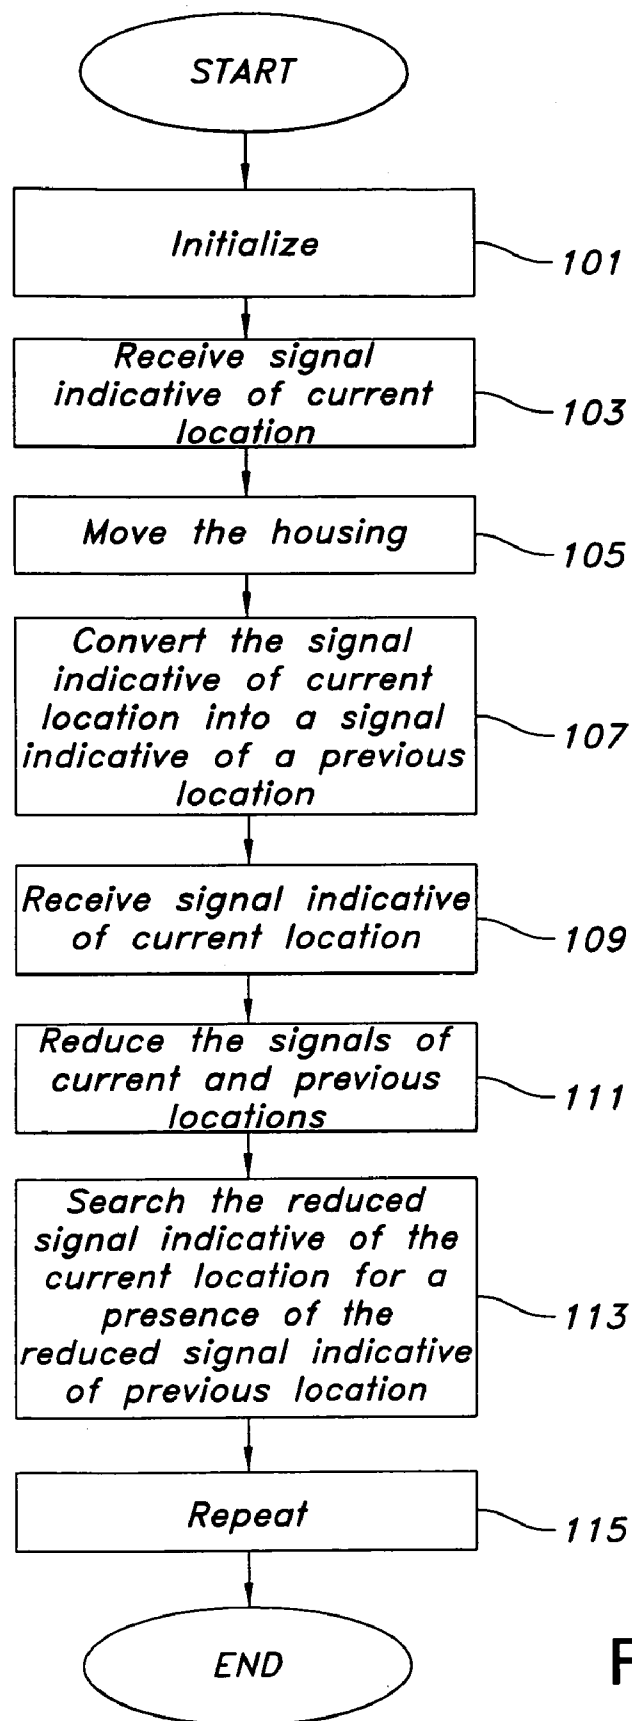 START
Initialize
101
Receive signal
indicative of current
location
103
Move the housing
105
Convert the signal
indicative of current
location into a signal
indicative of a previous
location
107
Receive signal indicative
of current location
109
Reduce the signals of
current and previous
locations
111
Search the reduced
signal indicative of the
current location for a
presence of the
reduced signal indicative
of previous location
113
Repeat
115
END
F